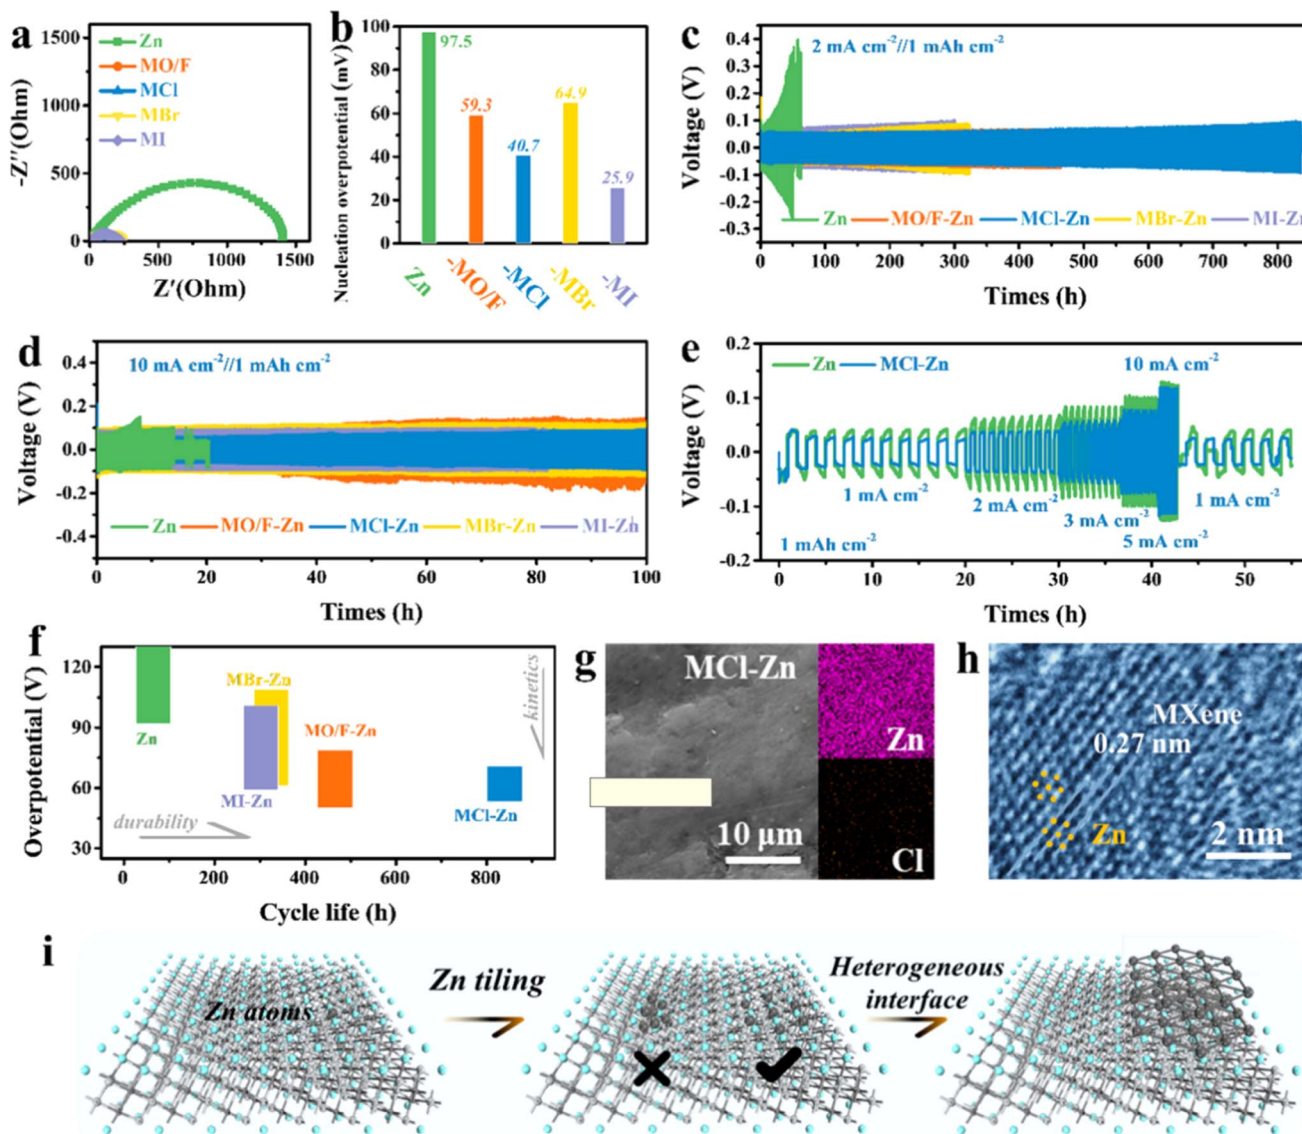 a
1500
1000
500
0
-Z″(Ohm)
Zn
MO/F
MCl
MBr
MI
0 500 1000 1500
Z′(Ohm)
b
100
80
60
40
20
0
Nucleation overpotential (mV)
97.5
59.3
40.7
64.9
25.9
Zn
-MO/F
-MCl
-MBr
-MI
c
2 mA cm⁻²//1 mAh cm⁻²
0.4
0.3
0.2
0.1
0.0
-0.1
-0.2
-0.3
Voltage (V)
Zn MO/F-Zn MCl-Zn MBr-Zn MI-Zn
0 100 200 300 400 500 600 700 800
Times (h)
d
10 mA cm⁻²//1 mAh cm⁻²
0.4
0.2
0.0
-0.2
-0.4
Voltage (V)
Zn MO/F-Zn MCl-Zn MBr-Zn MI-Zn
0 20 40 60 80 100
Times (h)
e
Zn MCl-Zn
10 mA cm⁻²
0.2
0.1
0.0
-0.1
-0.2
Voltage (V)
1 mA cm⁻²
2 mA cm⁻²
3 mA cm⁻²
5 mA cm⁻²
1 mA cm⁻²
1 mAh cm⁻²
0 10 20 30 40 50
Times (h)
f
120
90
60
30
Overpotential (V)
Zn
MBr-Zn
MI-Zn
MO/F-Zn
MCl-Zn
kinetics
durability
0 200 400 600 800
Cycle life (h)
g
MCl-Zn
10 µm
Zn
Cl
h
MXene
0.27 nm
Zn
2 nm
i
Zn atoms
Zn tiling
Heterogeneous
interface